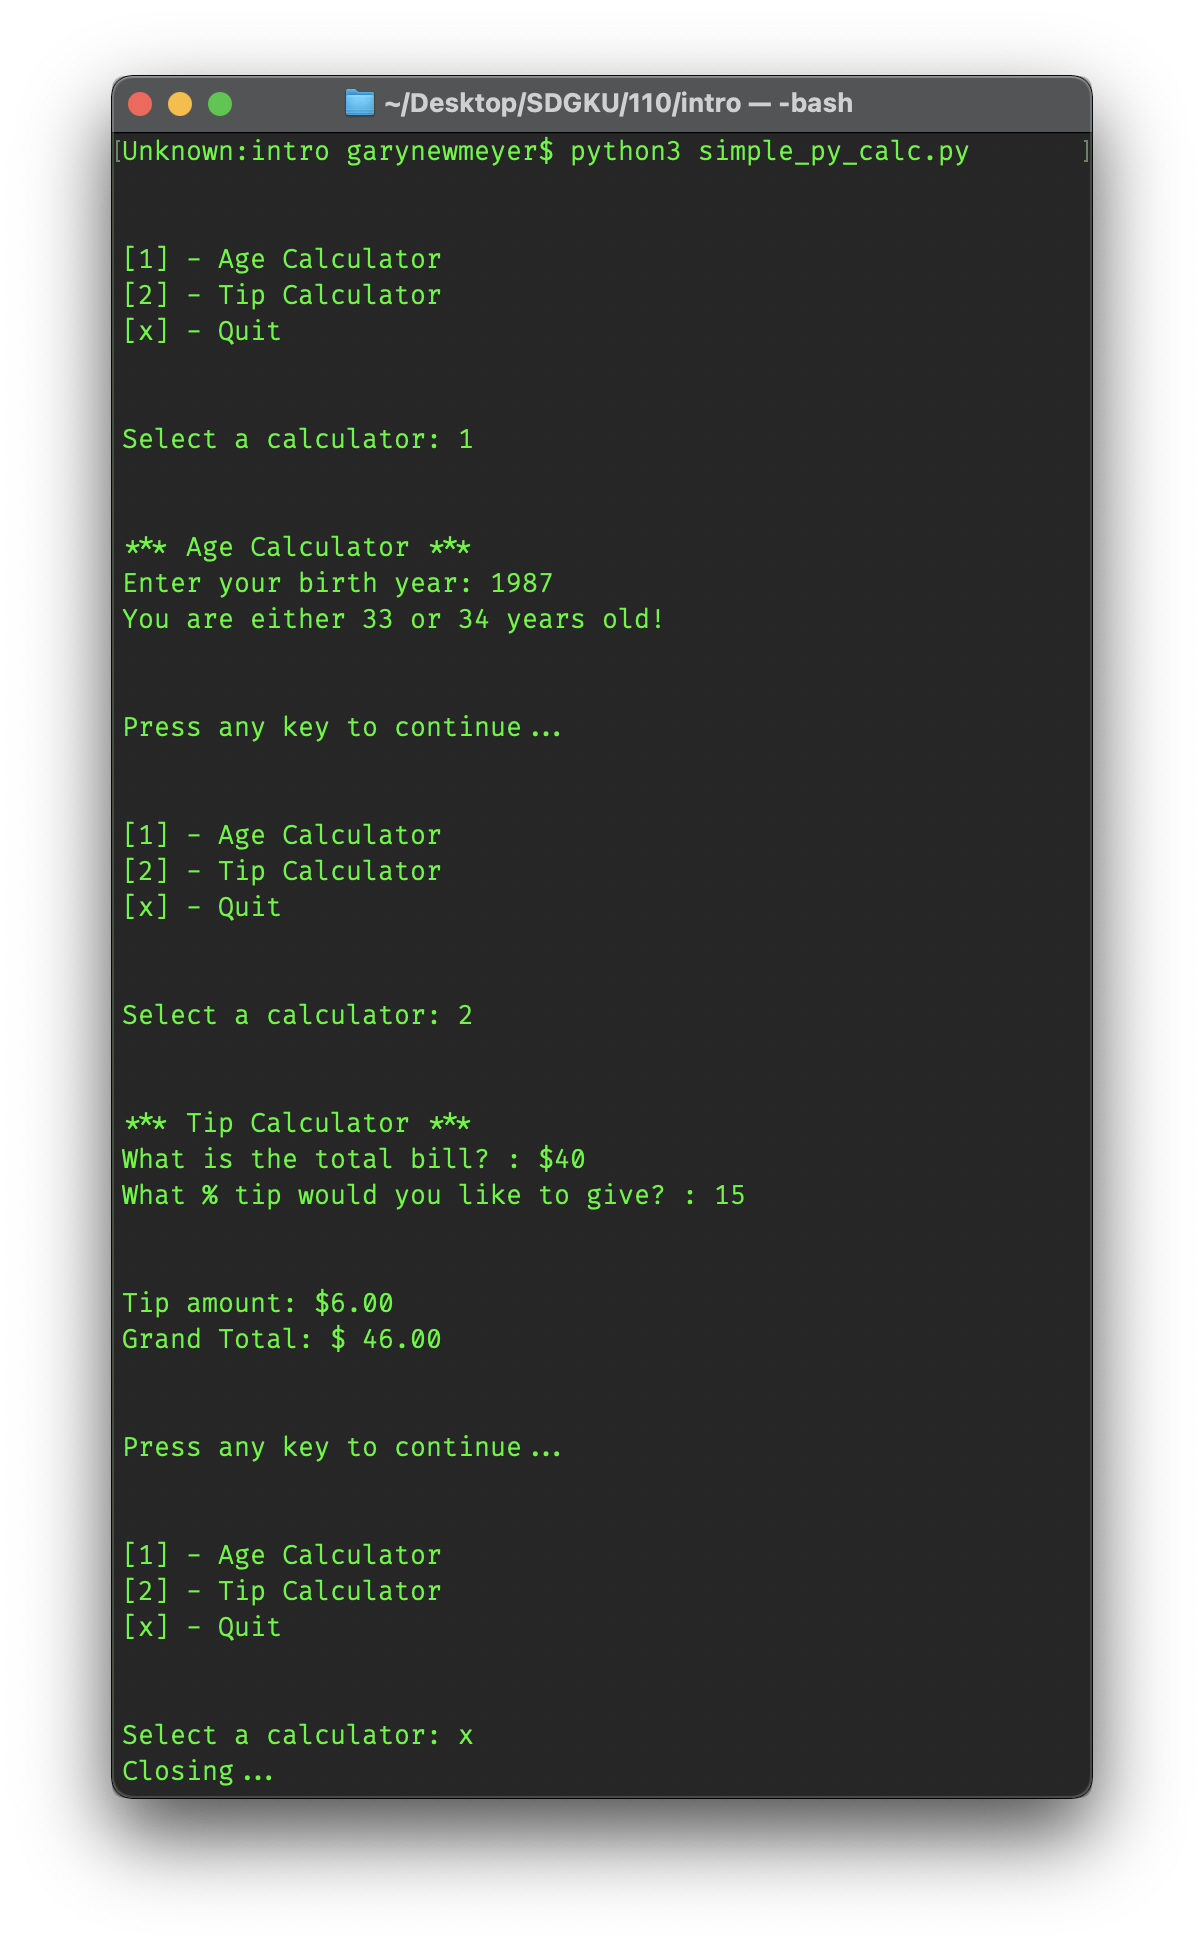 ~/Desktop/SDGKU/110/intro — -bash
[Unknown:intro garynewmeyer$ python3 simple_py_calc.py ]
[1] - Age Calculator
[2] - Tip Calculator
[x] - Quit
Select a calculator: 1
*** Age Calculator ***
Enter your birth year: 1987
You are either 33 or 34 years old!
Press any key to continue...
[1] - Age Calculator
[2] - Tip Calculator
[x] - Quit
Select a calculator: 2
*** Tip Calculator ***
What is the total bill? : $40
What % tip would you like to give? : 15
Tip amount: $6.00
Grand Total: $ 46.00
Press any key to continue...
[1] - Age Calculator
[2] - Tip Calculator
[x] - Quit
Select a calculator: x
Closing...